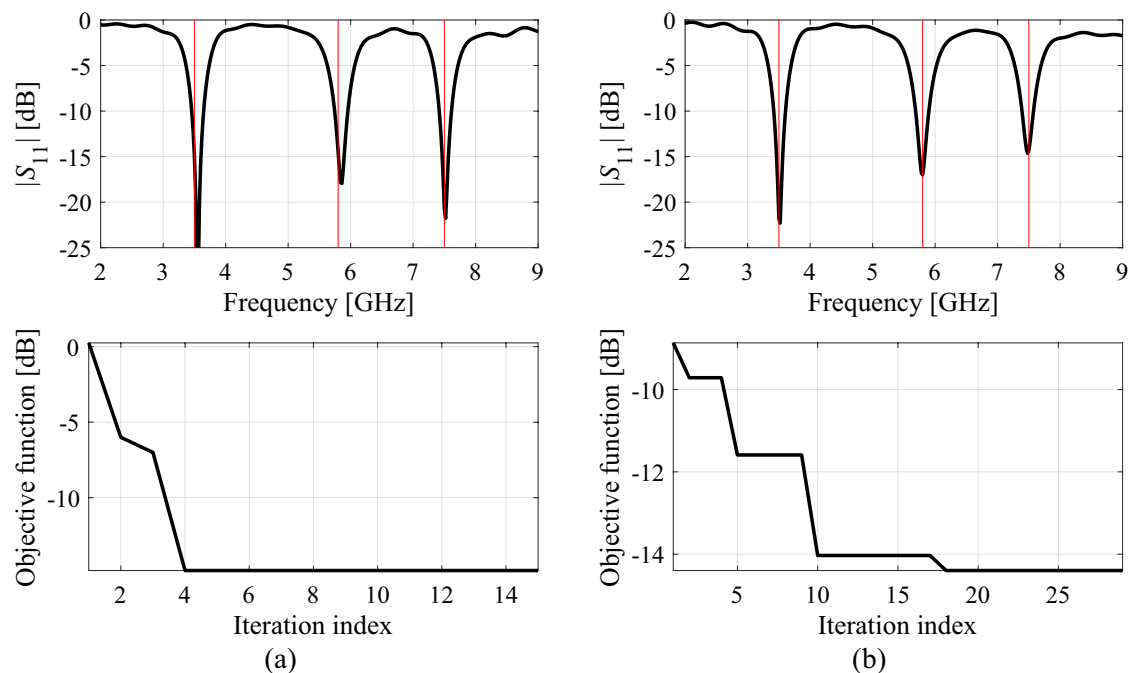 |S11| [dB]
0
-5
-10
-15
-20
-25
2 3 4 5 6 7 8 9
Frequency [GHz]
|S11| [dB]
0
-5
-10
-15
-20
-25
2 3 4 5 6 7 8 9
Frequency [GHz]
Objective function [dB]
0
-5
-10
2 4 6 8 10 12 14
Iteration index
(a)
Objective function [dB]
-10
-12
-14
5 10 15 20 25
Iteration index
(b)